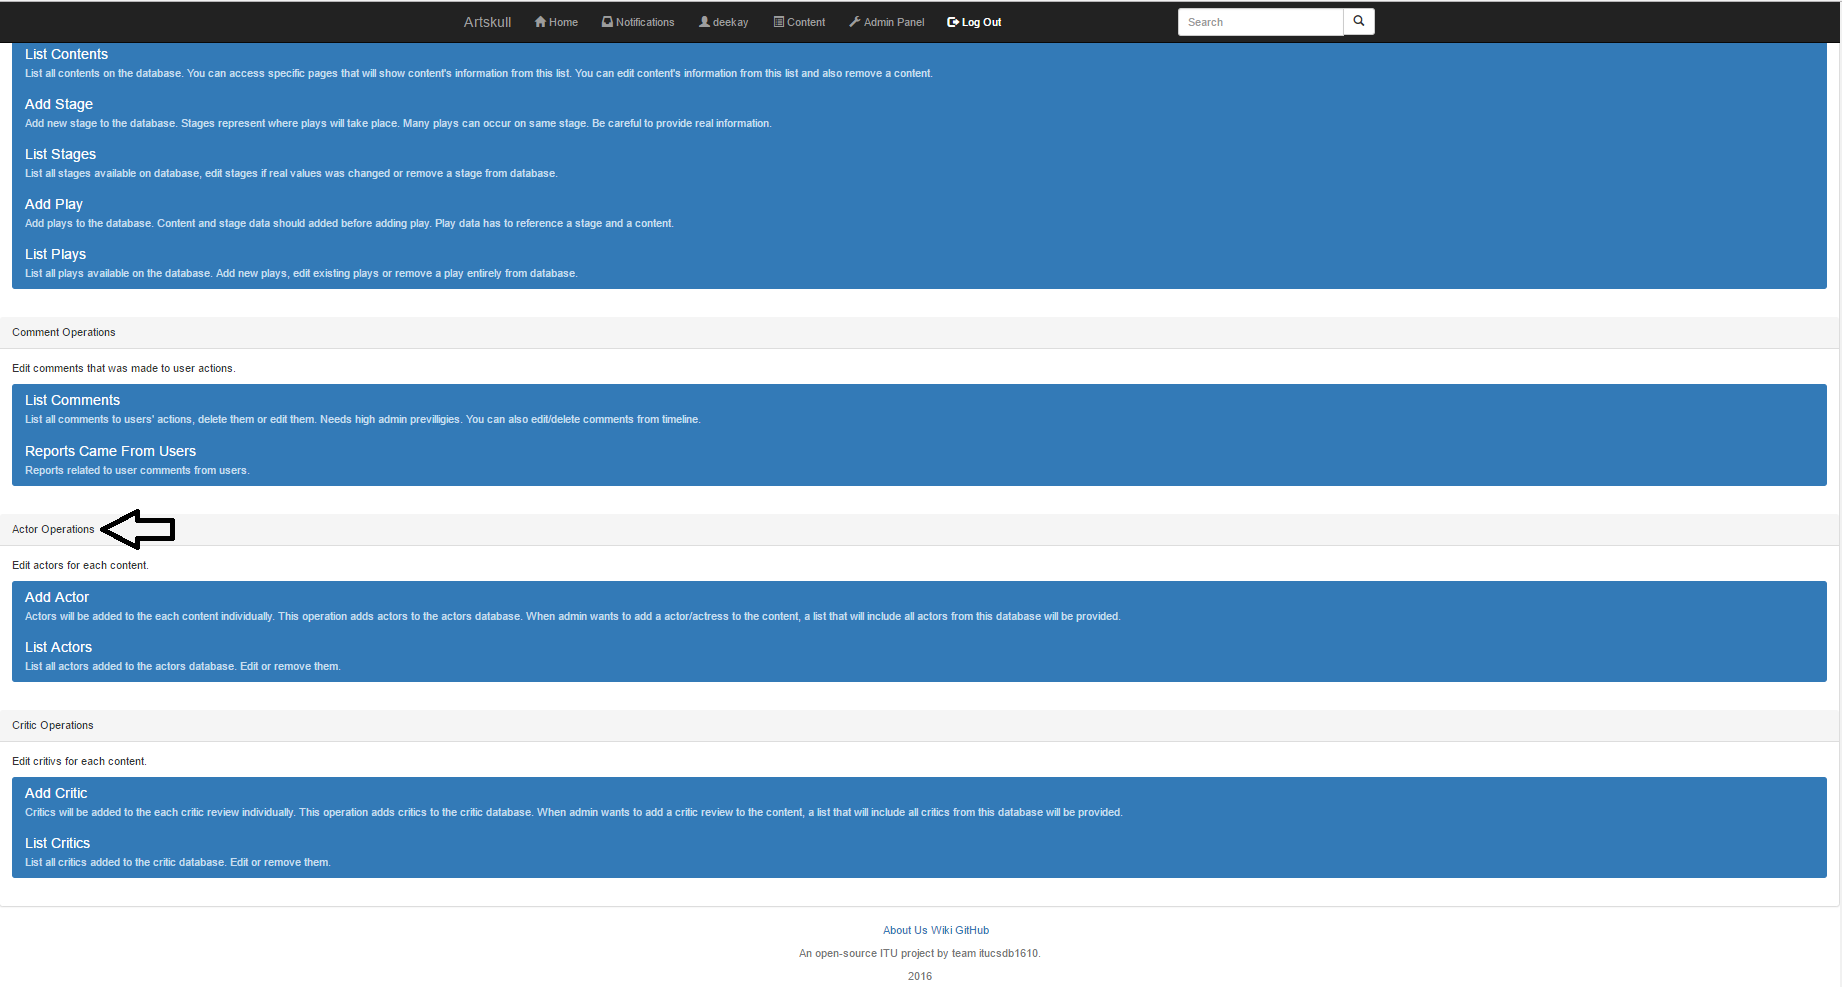 Artskull Home Notifications deekay Content Admin Panel Log Out Search
List Contents
List all contents on the database. You can access specific pages that will show content's information from this list. You can edit content's information from this list and also remove a content.
Add Stage
Add new stage to the database. Stages represent where plays will take place. Many plays can occur on same stage. Be careful to provide real information.
List Stages
List all stages available on database, edit stages if real values was changed or remove a stage from database.
Add Play
Add plays to the database. Content and stage data should added before adding play. Play data has to reference a stage and a content.
List Plays
List all plays available on the database. Add new plays, edit existing plays or remove a play entirely from database.
Comment Operations
Edit comments that was made to user actions.
List Comments
List all comments to users' actions, delete them or edit them. Needs high admin previlligies. You can also edit/delete comments from timeline.
Reports Came From Users
Reports related to user comments from users.
Actor Operations
Edit actors for each content.
Add Actor
Actors will be added to the each content individually. This operation adds actors to the actors database. When admin wants to add a actor/actress to the content, a list that will include all actors from this database will be provided.
List Actors
List all actors added to the actors database. Edit or remove them.
Critic Operations
Edit critivs for each content.
Add Critic
Critics will be added to the each critic review individually. This operation adds critics to the critic database. When admin wants to add a critic review to the content, a list that will include all critics from this database will be provided.
List Critics
List all critics added to the critic database. Edit or remove them.
About Us Wiki GitHub
An open-source ITU project by team itucsdb1610.
2016